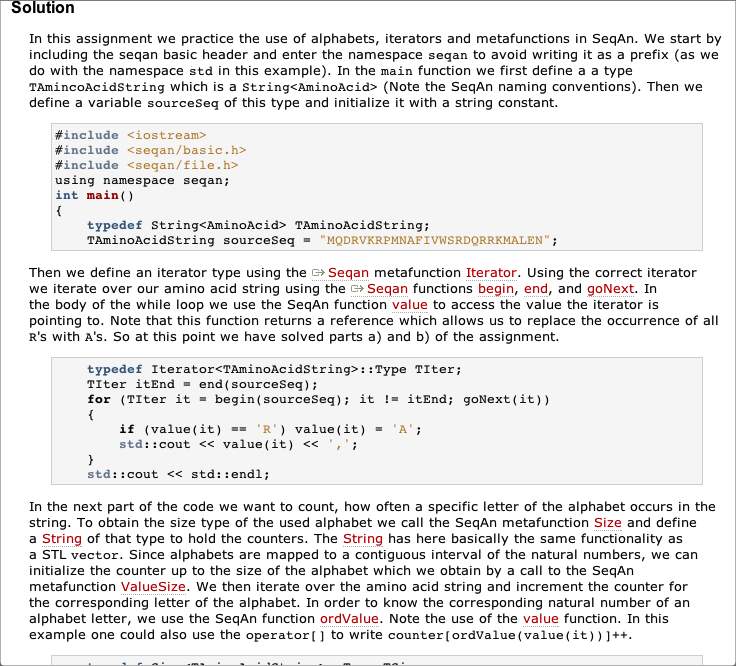 Solution
In this assignment we practice the use of alphabets, iterators and metafunctions in SeqAn. We start by
including the seqan basic header and enter the namespace seqan to avoid writing it as a prefix (as we
do with the namespace std in this example). In the main function we first define a a type
TAmincoAcidString which is a String<AminoAcid> (Note the SeqAn naming conventions). Then we
define a variable sourceSeq of this type and initialize it with a string constant.
#include <iostream>
#include <seqan/basic.h>
#include <seqan/file.h>
using namespace seqan;
int main()
{
typedef String<AminoAcid> TAminoAcidString;
TAminoAcidString sourceSeq = "MQDRVKRPMNAFIVWSRDQRRKMALEN";
Then we define an iterator type using the Seqan metafunction Iterator. Using the correct iterator
we iterate over our amino acid string using the Seqan functions begin, end, and goNext. In
the body of the while loop we use the SeqAn function value to access the value the iterator is
pointing to. Note that this function returns a reference which allows us to replace the occurrence of all
R's with A's. So at this point we have solved parts a) and b) of the assignment.
typedef Iterator<TAminoAcidString>::Type TIter;
TIter itEnd = end(sourceSeq);
for (TIter it = begin(sourceSeq); it != itEnd; goNext(it))
{
if (value(it) == 'R') value(it) = 'A';
std::cout << value(it) << ',';
}
std::cout << std::endl;
In the next part of the code we want to count, how often a specific letter of the alphabet occurs in the
string. To obtain the size type of the used alphabet we call the SeqAn metafunction Size and define
a String of that type to hold the counters. The String has here basically the same functionality as
a STL vector. Since alphabets are mapped to a contiguous interval of the natural numbers, we can
initialize the counter up to the size of the alphabet which we obtain by a call to the SeqAn
metafunction ValueSize. We then iterate over the amino acid string and increment the counter for
the corresponding letter of the alphabet. In order to know the corresponding natural number of an
alphabet letter, we use the SeqAn function ordValue. Note the use of the value function. In this
example one could also use the operator[] to write counter[ordValue(value(it))]++.